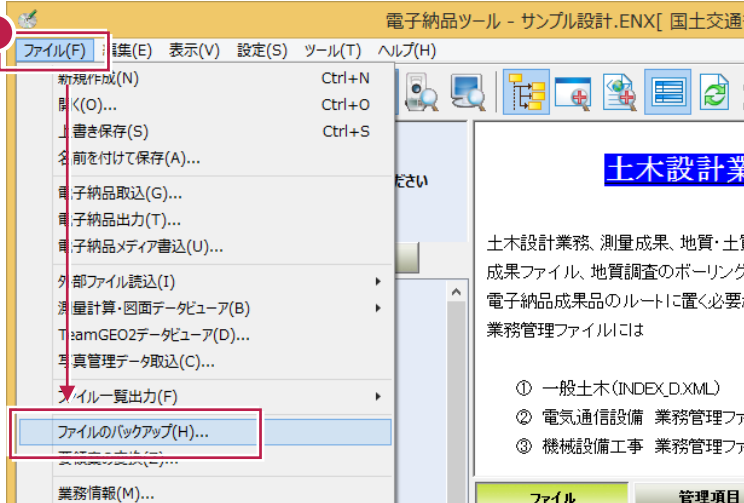 電子納品ツール - サンプル設計.ENX[ 国土交通
ファイル(F) 編集(E) 表示(V) 設定(S) ツール(T) ヘルプ(H)
新規作成(N) Ctrl+N
開く(O)... Ctrl+O
上書き保存(S) Ctrl+S
名前を付けて保存(A)...
電子納品取込(G)...
電子納品出力(T)...
電子納品メディア書込(U)...
外部ファイル読込(I)
測量計算・図面データビューア(B)
TeamGEO2データビューア(D)...
写真管理データ取込(C)...
ファイル一覧出力(F)
ファイルのバックアップ(H)...
業務情報(M)...
ださい
土木設計業
土木設計業務、測量成果、地質・土質
成果ファイル、地質調査のボーリング
電子納品成果品のルートに置く必要
業務管理ファイルには
① 一般土木(INDEX_D.XML)
② 電気通信設備 業務管理ファ
③ 機械設備工事 業務管理ファ
ファイル 管理項目